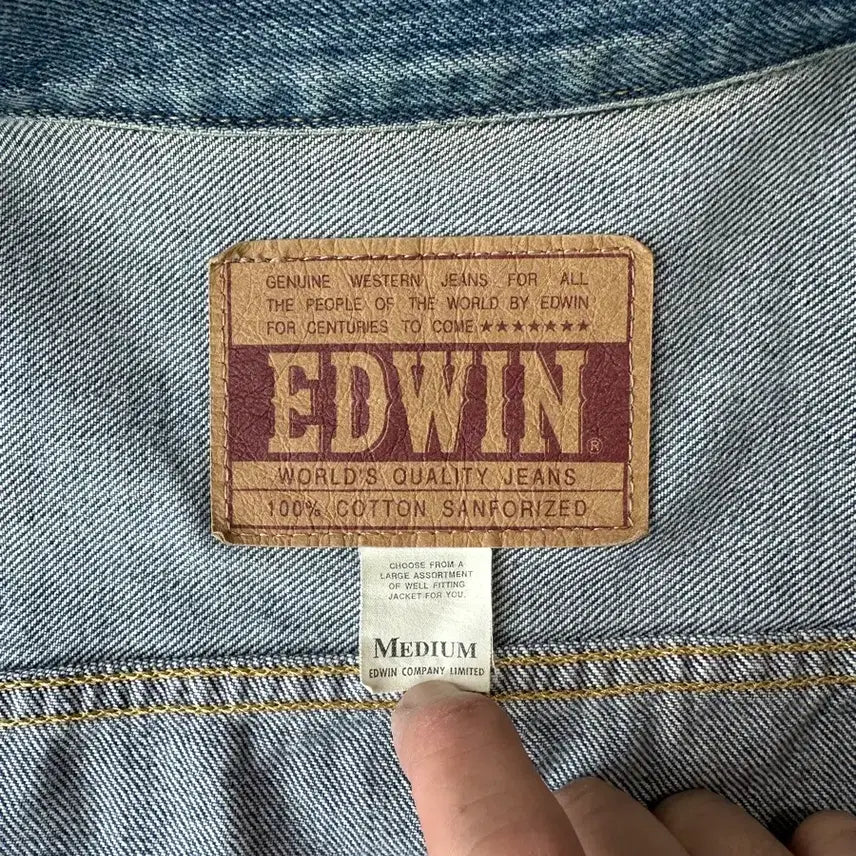 GENUINE WESTERN JEANS FOR ALL
THE PEOPLE OF THE WORLD BY EDWIN
FOR CENTURIES TO COME ★★★★★★★
EDWIN®
WORLD'S QUALITY JEANS
100% COTTON SANFORIZED
CHOOSE FROM A
LARGE ASSORTMENT
OF WELL FITTING
JACKET FOR YOU.
MEDIUM
EDWIN COMPANY LIMITED